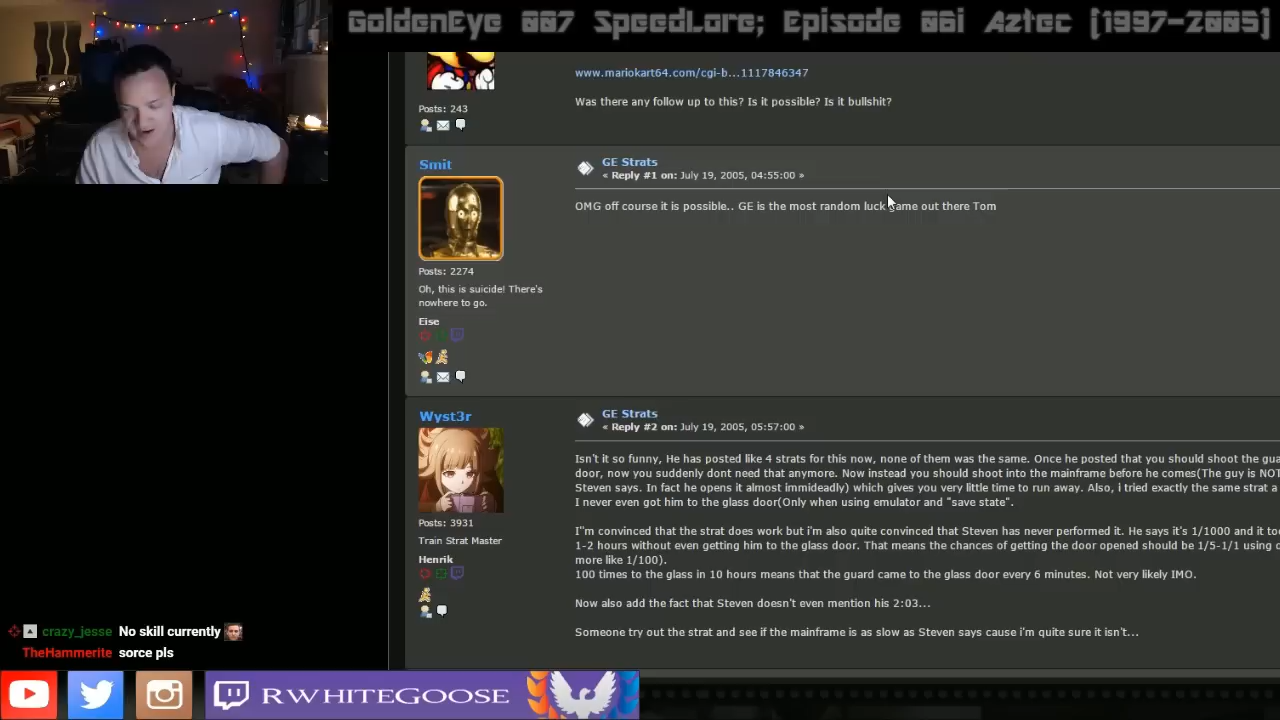 GoldenEye 007 SpeedLore; Episode 06i Aztec [1997-2005]
www.mariokart64.com/cgi-b...1117846347
Was there any follow up to this? Is it possible? Is it bullshit?
Posts: 243
Smit
GE Strats
« Reply #1 on: July 19, 2005, 04:55:00 »
OMG off course it is possible.. GE is the most random luck game out there Tom
Posts: 2274
Oh, this is suicide! There's
nowhere to go.
Eise
Wyst3r
GE Strats
« Reply #2 on: July 19, 2005, 05:57:00 »
Isn't it so funny, He has posted like 4 strats for this now, none of them was the same. Once he posted that you should shoot the gua
door, now you suddenly dont need that anymore. Now instead you should shoot into the mainframe before he comes(The guy is NOT
Steven says. In fact he opens it almost immideadly) which gives you very little time to run away. Also, i tried exactly the same strat a
I never even got him to the glass door(Only when using emulator and "save state".
I"m convinced that the strat does work but i'm also quite convinced that Steven has never performed it. He says it's 1/1000 and it too
1-2 hours without even getting him to the glass door. That means the chances of getting the door opened should be 1/5-1/1 using o
more like 1/100).
100 times to the glass in 10 hours means that the guard came to the glass door every 6 minutes. Not very likely IMO.
Now also add the fact that Steven doesn't even mention his 2:03...
Someone try out the strat and see if the mainframe is as slow as Steven says cause i'm quite sure it isn't...
Posts: 3931
Train Strat Master
Henrik
crazy_jesse No skill currently
TheHammerite sorce pls
RWHITEGOOSE